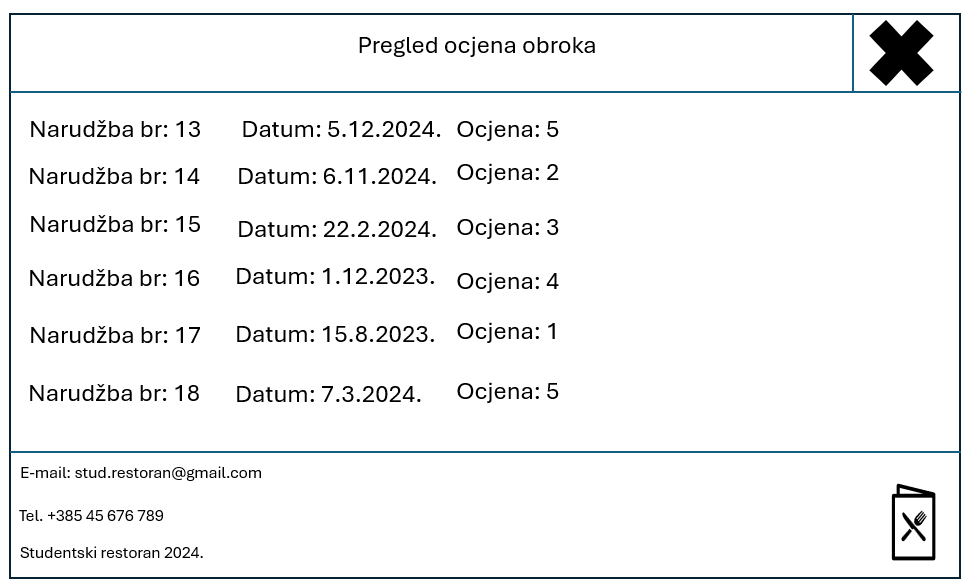 Pregled ocjena obroka
Narudžba br: 13 Datum: 5.12.2024. Ocjena: 5
Narudžba br: 14 Datum: 6.11.2024. Ocjena: 2
Narudžba br: 15 Datum: 22.2.2024. Ocjena: 3
Narudžba br: 16 Datum: 1.12.2023. Ocjena: 4
Narudžba br: 17 Datum: 15.8.2023. Ocjena: 1
Narudžba br: 18 Datum: 7.3.2024. Ocjena: 5
E-mail: stud.restoran@gmail.com
Tel. +385 45 676 789
Studentski restoran 2024.